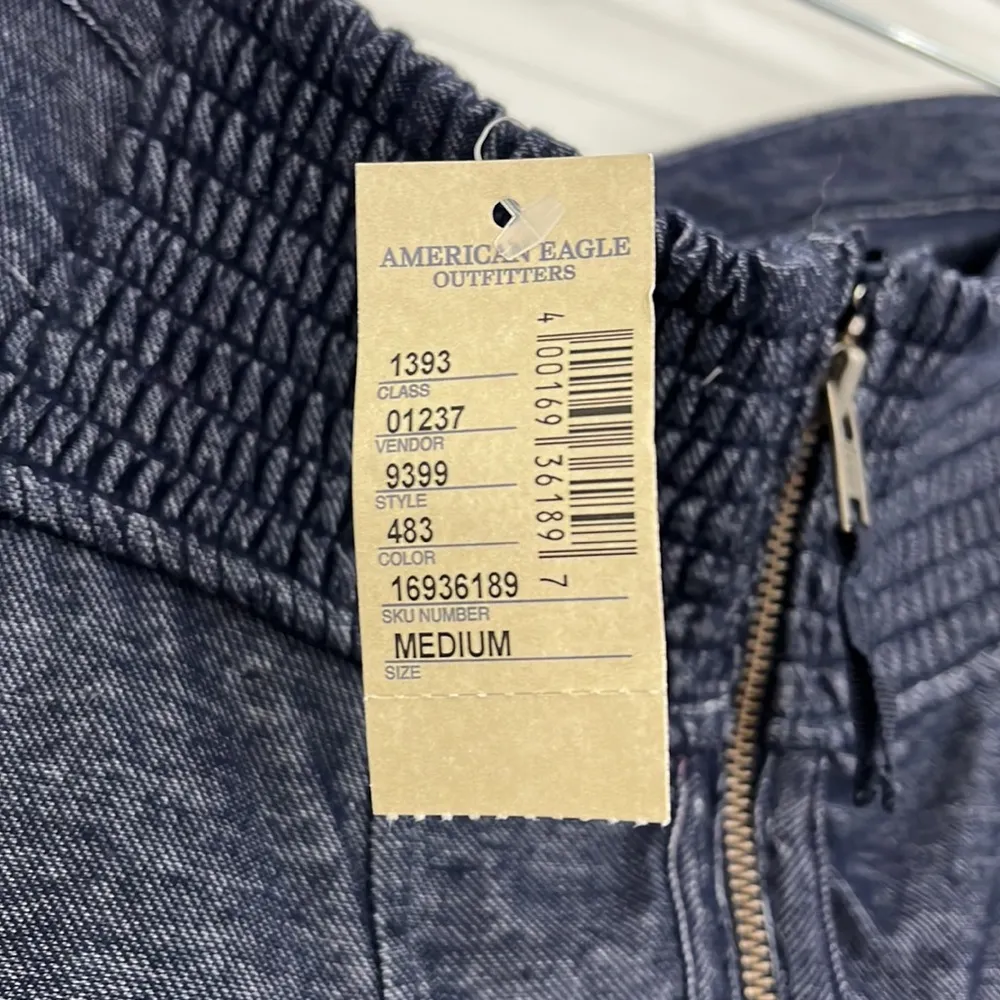 AMERICAN EAGLE
OUTFITTERS
1393
CLASS
01237
VENDOR
9399
STYLE
483
COLOR
16936189
SKU NUMBER
MEDIUM
SIZE
4 00169 36189 7